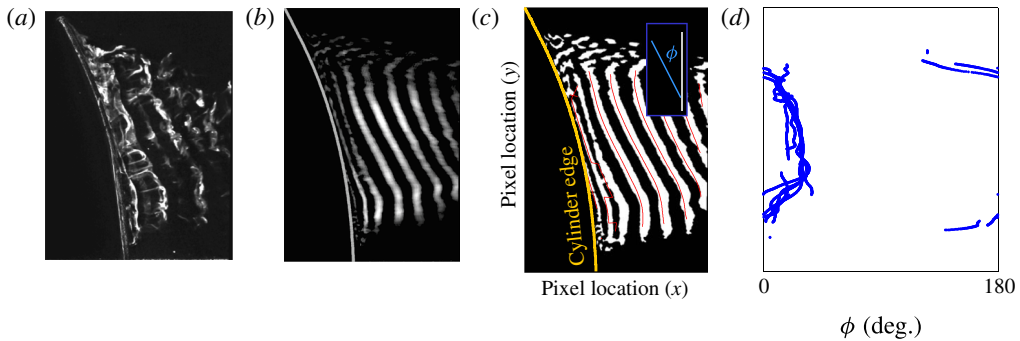 (a)
(b)
(c)
(d)
ϕ
Pixel location (y)
Cylinder edge
Pixel location (x)
0
180
ϕ (deg.)